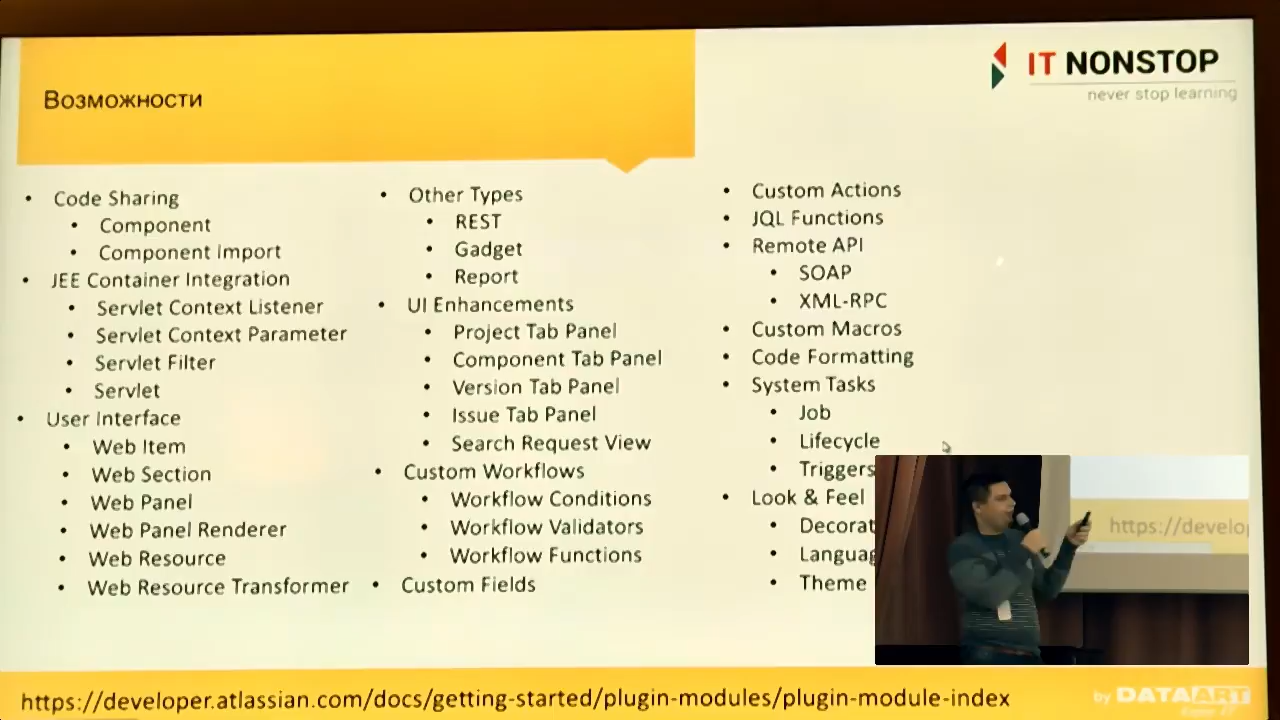 Возможности
IT NONSTOP
never stop learning
• Code Sharing
• Component
• Component Import
• JEE Container Integration
• Servlet Context Listener
• Servlet Context Parameter
• Servlet Filter
• Servlet
• User Interface
• Web Item
• Web Section
• Web Panel
• Web Panel Renderer
• Web Resource
• Web Resource Transformer
• Other Types
• REST
• Gadget
• Report
• UI Enhancements
• Project Tab Panel
• Component Tab Panel
• Version Tab Panel
• Issue Tab Panel
• Search Request View
• Custom Workflows
• Workflow Conditions
• Workflow Validators
• Workflow Functions
• Custom Fields
• Custom Actions
• JQL Functions
• Remote API
• SOAP
• XML-RPC
• Custom Macros
• Code Formatting
• System Tasks
• Job
• Lifecycle
• Triggers
• Look & Feel
• Decorat
• Languag
• Theme
https://develop
https://developer.atlassian.com/docs/getting-started/plugin-modules/plugin-module-index
by DATAART